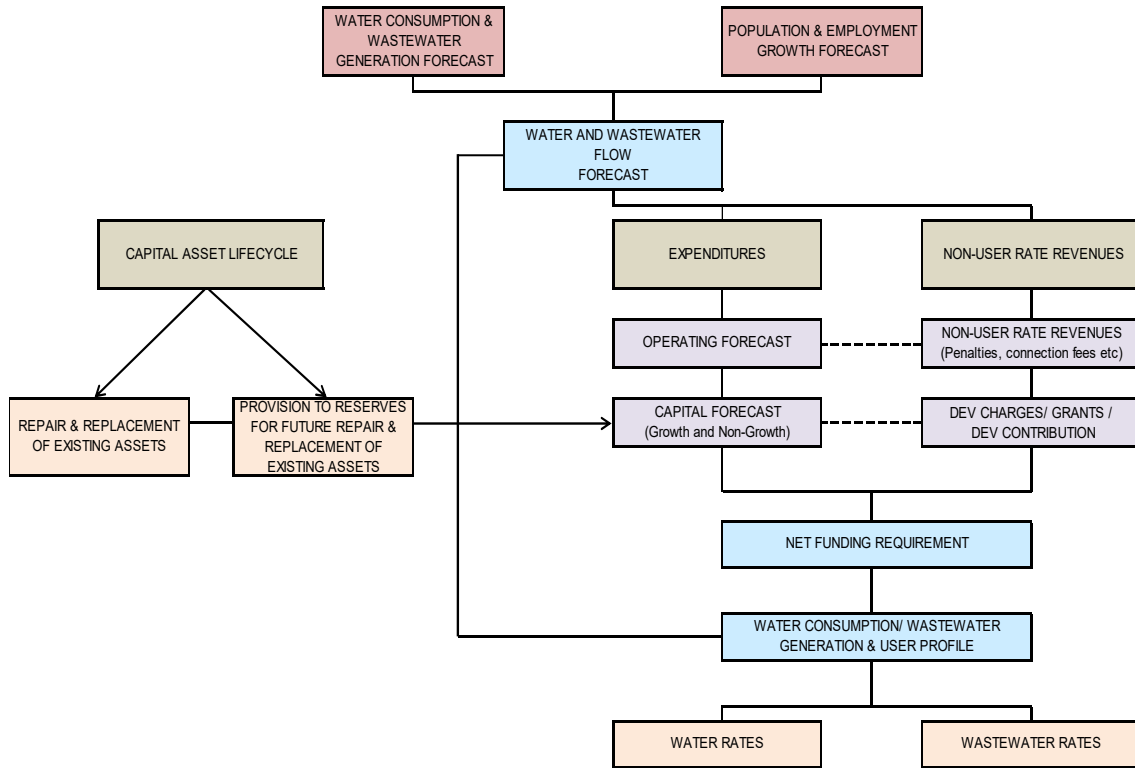 WATER CONSUMPTION &
WASTEWATER
GENERATION FORECAST
POPULATION & EMPLOYMENT
GROWTH FORECAST
WATER AND WASTEWATER
FLOW
FORECAST
CAPITAL ASSET LIFECYCLE
EXPENDITURES
NON-USER RATE REVENUES
OPERATING FORECAST
NON-USER RATE REVENUES
(Penalties, connection fees etc)
REPAIR & REPLACEMENT
OF EXISTING ASSETS
PROVISION TO RESERVES
FOR FUTURE REPAIR &
REPLACEMENT OF
EXISTING ASSETS
CAPITAL FORECAST
(Growth and Non-Growth)
DEV CHARGES/ GRANTS /
DEV CONTRIBUTION
NET FUNDING REQUIREMENT
WATER CONSUMPTION/ WASTEWATER
GENERATION & USER PROFILE
WATER RATES
WASTEWATER RATES